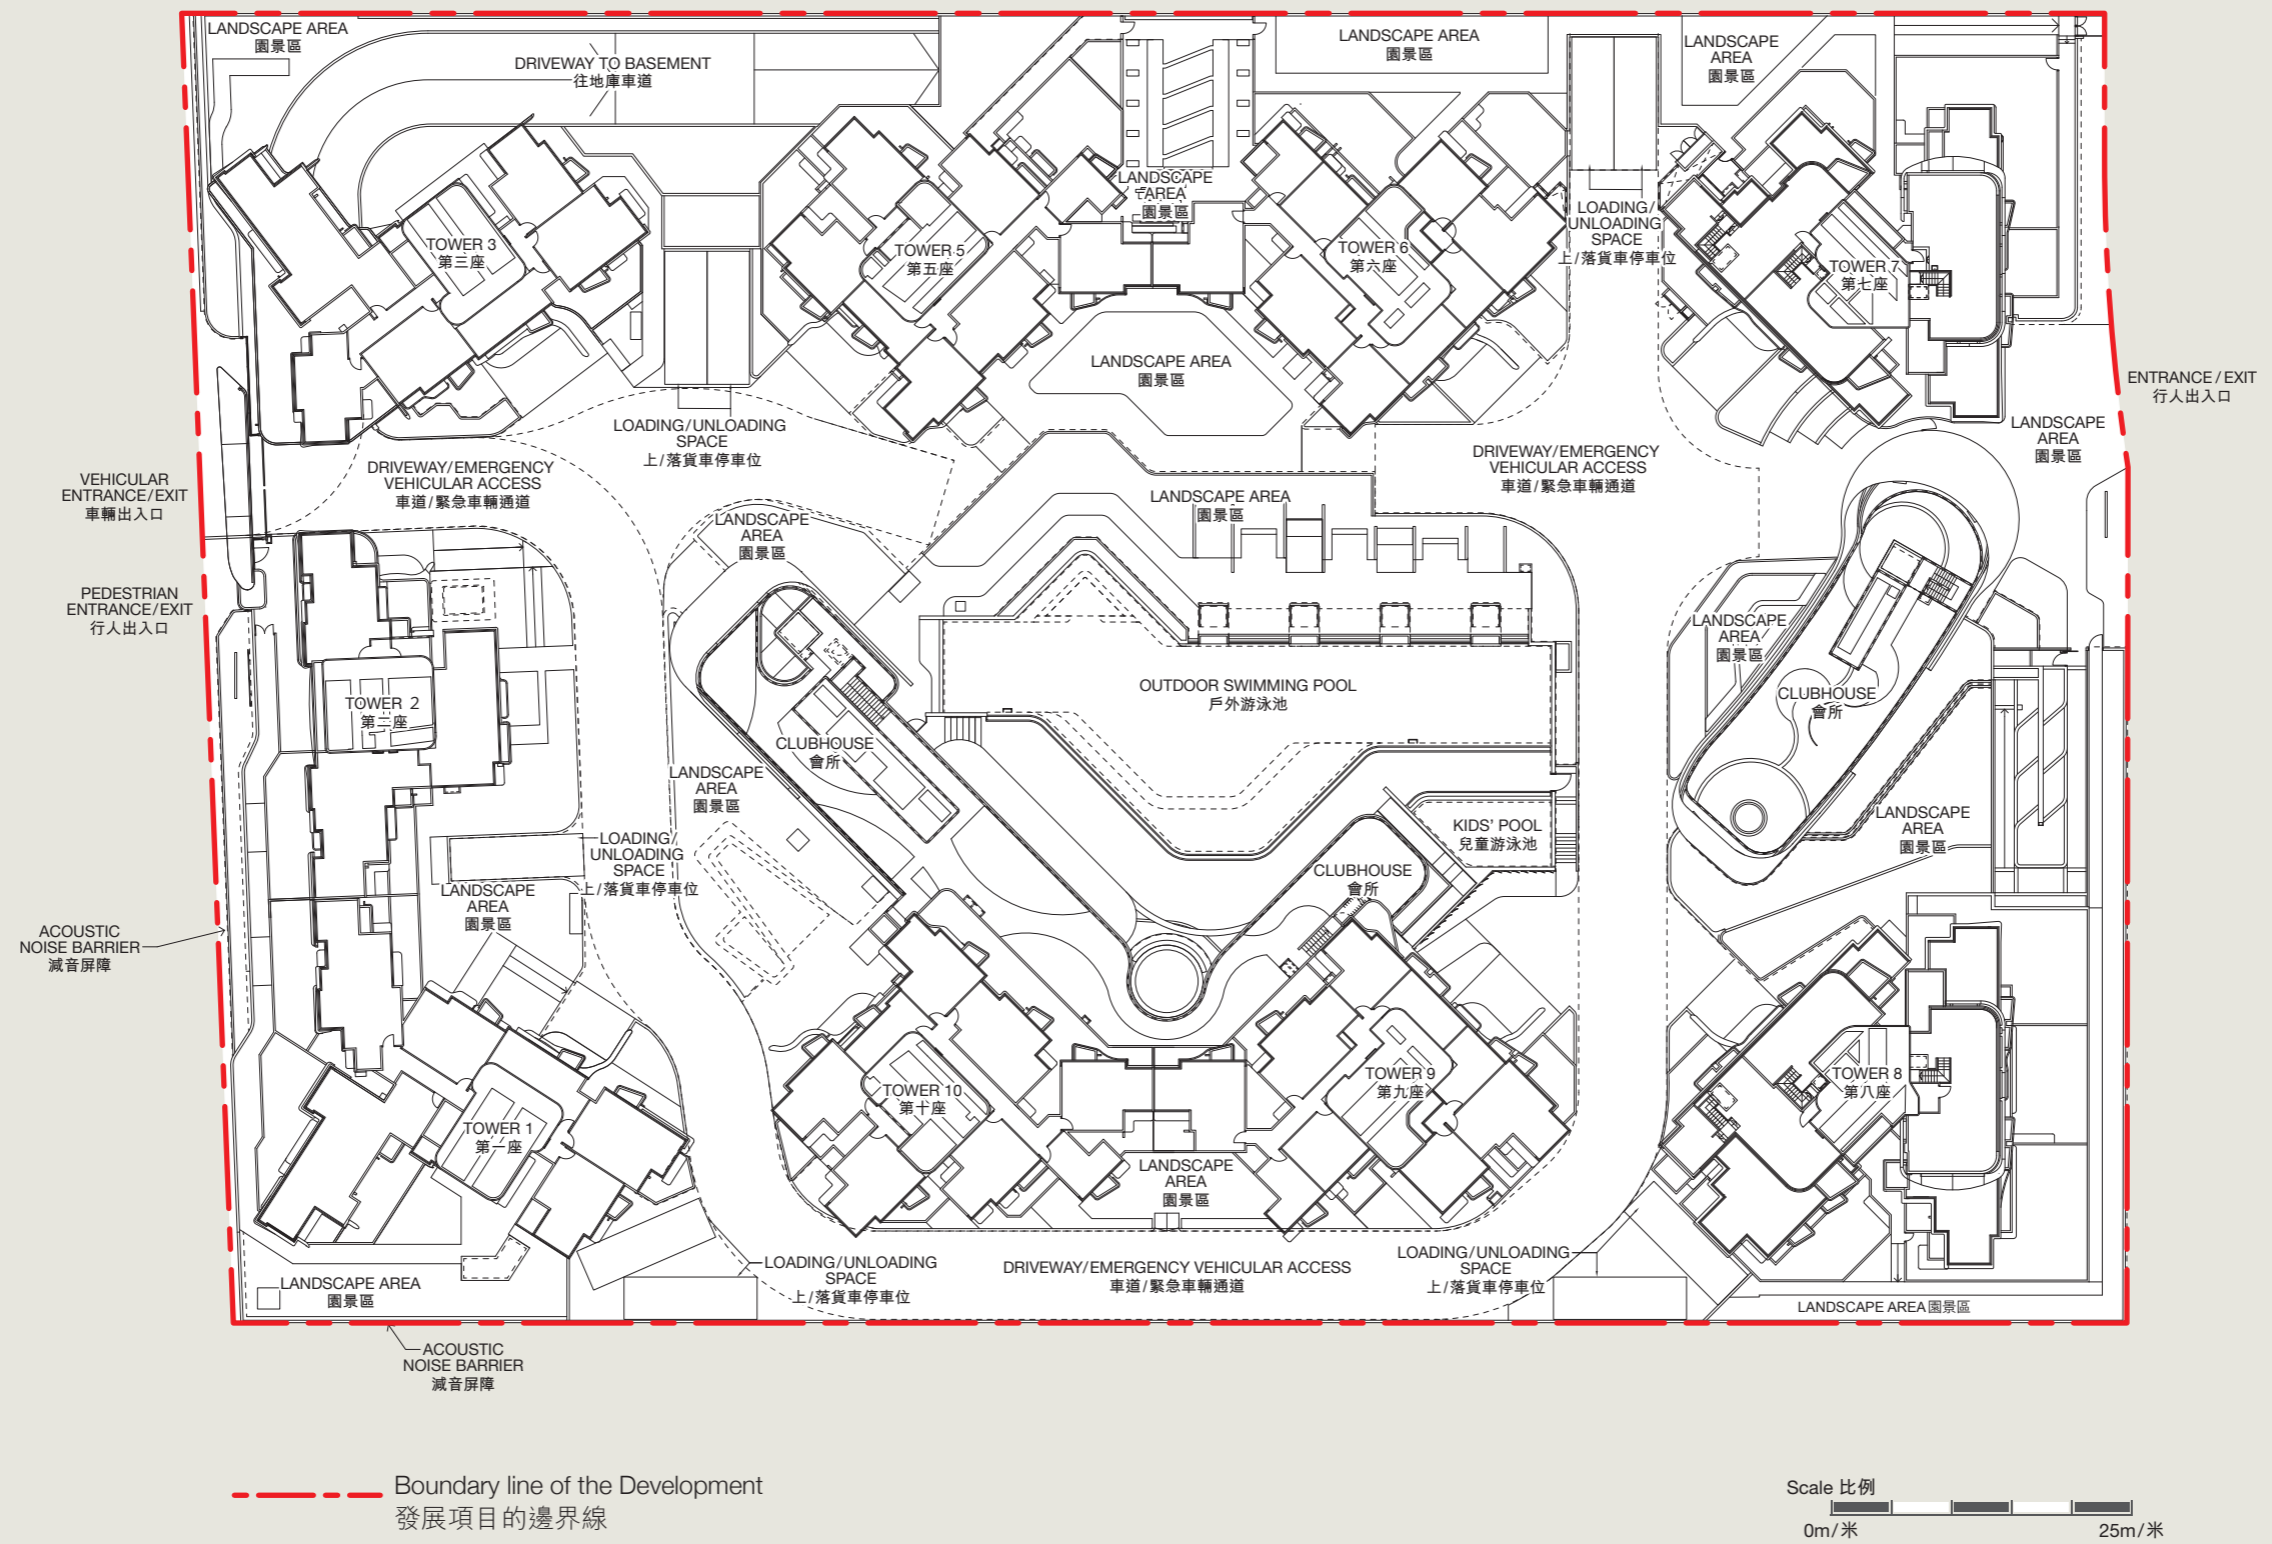 LANDSCAPE AREA
園景區
DRIVEWAY TO BASEMENT
往地庫車道
LANDSCAPE AREA
園景區
LANDSCAPE
AREA
園景區
LANDSCAPE
AREA
園景區
TOWER 3
第三座
TOWER 5
第五座
TOWER 6
第六座
LOADING/
UNLOADING
SPACE
上/落貨車停車位
TOWER 7
第七座
LANDSCAPE AREA
園景區
ENTRANCE/EXIT
行人出入口
LOADING/UNLOADING
SPACE
上/落貨車停車位
LANDSCAPE
AREA
園景區
DRIVEWAY/EMERGENCY
VEHICULAR ACCESS
車道/緊急車輛通道
DRIVEWAY/EMERGENCY
VEHICULAR ACCESS
車道/緊急車輛通道
VEHICULAR
ENTRANCE/EXIT
車輛出入口
LANDSCAPE AREA
園景區
LANDSCAPE
AREA
園景區
PEDESTRIAN
ENTRANCE/EXIT
行人出入口
LANDSCAPE
AREA
園景區
OUTDOOR SWIMMING POOL
戶外游泳池
TOWER 2
第二座
CLUBHOUSE
會所
CLUBHOUSE
會所
LANDSCAPE
AREA
園景區
KIDS' POOL
兒童游泳池
LANDSCAPE
AREA
園景區
LOADING/
UNLOADING
SPACE
上/落貨車停車位
CLUBHOUSE
會所
LANDSCAPE
AREA
園景區
ACOUSTIC
NOISE BARRIER
減音屏障
TOWER 1
第一座
TOWER 10
第十座
TOWER 9
第九座
TOWER 8
第八座
LANDSCAPE
AREA
園景區
LANDSCAPE AREA
園景區
LOADING/UNLOADING
SPACE
上/落貨車停車位
DRIVEWAY/EMERGENCY VEHICULAR ACCESS
車道/緊急車輛通道
LOADING/UNLOADING
SPACE
上/落貨車停車位
LANDSCAPE AREA園景區
ACOUSTIC
NOISE BARRIER
減音屏障
Boundary line of the Development
發展項目的邊界線
Scale 比例
0m/米
25m/米